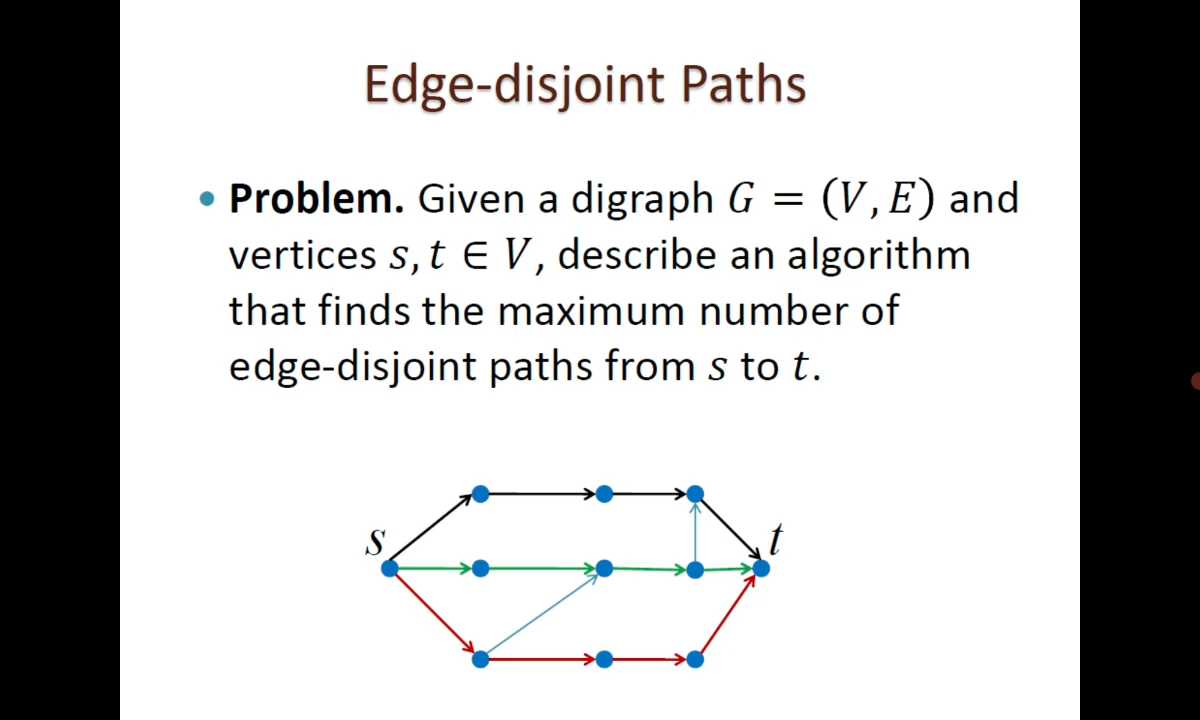 Edge-disjoint Paths
• Problem. Given a digraph G = (V, E) and
vertices s, t ∈ V, describe an algorithm
that finds the maximum number of
edge-disjoint paths from s to t.
s
t